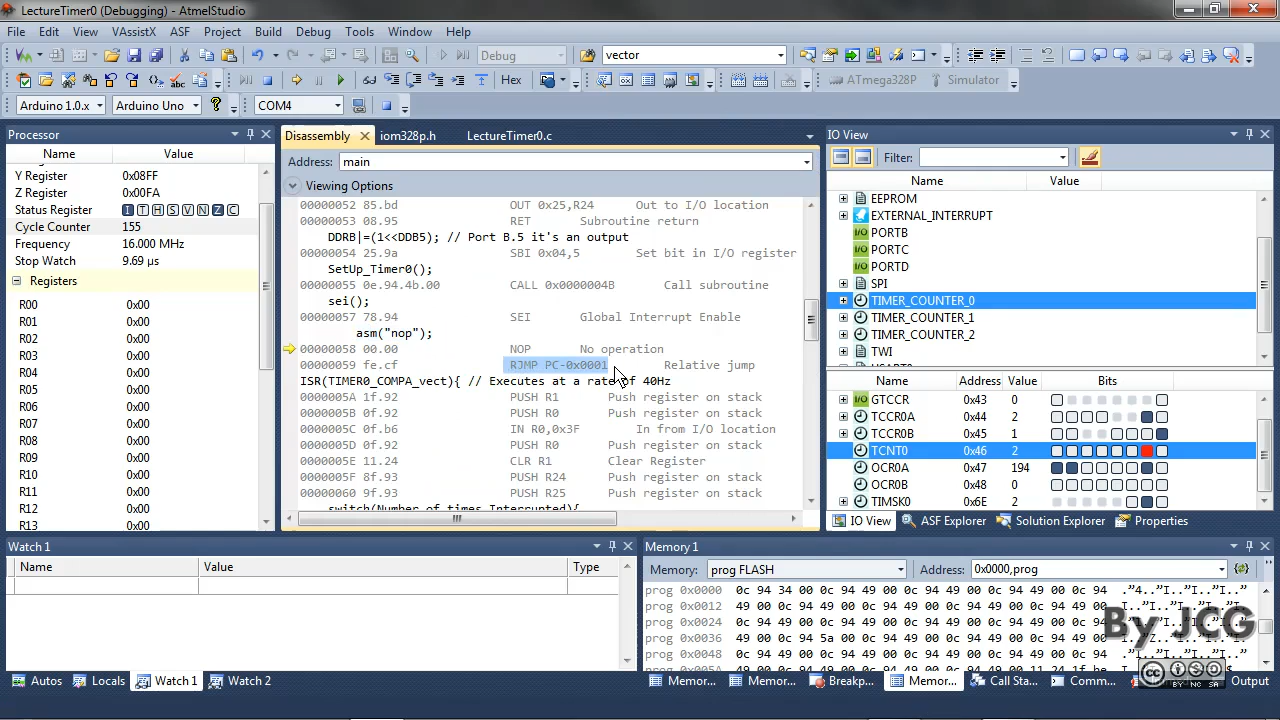 LectureTimer0 (Debugging) - AtmelStudio
File Edit View VAssistX ASF Project Build Debug Tools Window Help
Debug vector
Hex ATmega328P Simulator
Arduino 1.0.x Arduino Uno COM4
Processor
Name Value
Y Register 0x08FF
Z Register 0x00FA
Status Register I T H S V N Z C
Cycle Counter 155
Frequency 16.000 MHz
Stop Watch 9.69 µs
Registers
R00 0x00
R01 0x00
R02 0x00
R03 0x00
R04 0x00
R05 0x00
R06 0x00
R07 0x00
R08 0x00
R09 0x00
R10 0x00
R11 0x00
R12 0x00
R13 0x00
Disassembly iom328p.h LectureTimer0.c
Address: main
Viewing Options
00000052 85.bd OUT 0x25,R24 Out to I/O location
00000053 08.95 RET Subroutine return
DDRB|=(1<<DDB5); // Port B.5 it's an output
00000054 25.9a SBI 0x04,5 Set bit in I/O register
SetUp_Timer0();
00000055 0e.94.4b.00 CALL 0x0000004B Call subroutine
sei();
00000057 78.94 SEI Global Interrupt Enable
asm("nop");
00000058 00.00 NOP No operation
00000059 fe.cf RJMP PC-0x0001 Relative jump
ISR(TIMER0_COMPA_vect){ // Executes at a rate of 40Hz
0000005A 1f.92 PUSH R1 Push register on stack
0000005B 0f.92 PUSH R0 Push register on stack
0000005C 0f.b6 IN R0,0x3F In from I/O location
0000005D 0f.92 PUSH R0 Push register on stack
0000005E 11.24 CLR R1 Clear Register
0000005F 8f.93 PUSH R24 Push register on stack
00000060 9f.93 PUSH R25 Push register on stack
switch(Number_of_times_Interrupted){
IO View
Filter:
Name Value
EEPROM
EXTERNAL_INTERRUPT
PORTB
PORTC
PORTD
SPI
TIMER_COUNTER_0
TIMER_COUNTER_1
TIMER_COUNTER_2
TWI
USART0
Name Address Value Bits
GTCCR 0x43 0
TCCR0A 0x44 2
TCCR0B 0x45 1
TCNT0 0x46 2
OCR0A 0x47 194
OCR0B 0x48 0
TIMSK0 0x6E 2
IO View ASF Explorer Solution Explorer Properties
Watch 1
Name Value Type
Autos Locals Watch 1 Watch 2
Memory 1
Memory: prog FLASH Address: 0x0000,prog
prog 0x0000 0c 94 34 00 0c 94 49 00 0c 94 49 00 0c 94 49 00 0c 94
prog 0x0012 49 00 0c 94 49 00 0c 94 49 00 0c 94 49 00 0c 94 49 00
prog 0x0024 0c 94 49 00 0c 94 49 00 0c 94 49 00 0c 94 49 00 0c 94
prog 0x0036 49 00 0c 94 5a 00 0c 94 49 00 0c 94 49 00 0c 94 49 00
prog 0x0048 0c 94 49 00 0c 94 49 00 0c 94 49 00 0c 94 49 00 0c 94
By JCG
cc BY NC SA
Memor... Memor... Breakp... Memor... Call Sta... Comm... Output